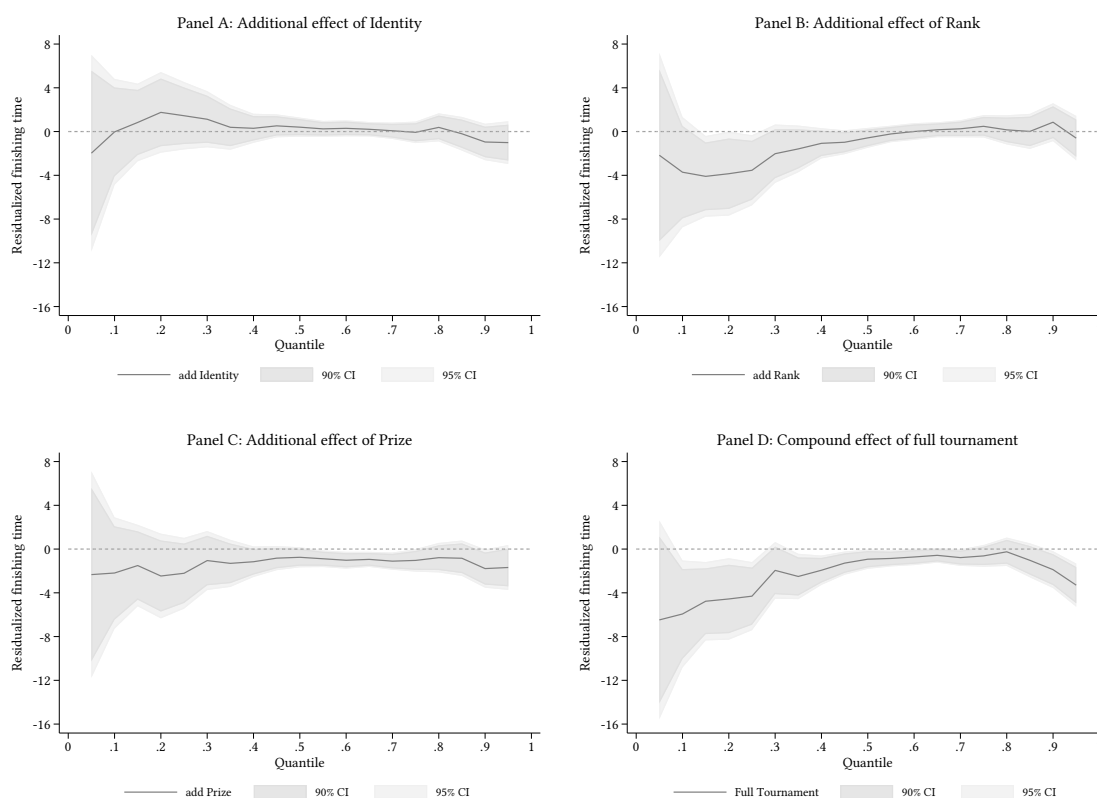 Panel A: Additional effect of Identity
Residualized finishing time
8
4
0
-4
-8
-12
-16
0 .1 .2 .3 .4 .5 .6 .7 .8 .9 1
Quantile
add Identity 90% CI 95% CI
Panel B: Additional effect of Rank
Residualized finishing time
8
4
0
-4
-8
-12
-16
0 .1 .2 .3 .4 .5 .6 .7 .8 .9
Quantile
add Rank 90% CI 95% CI
Panel C: Additional effect of Prize
Residualized finishing time
8
4
0
-4
-8
-12
-16
0 .1 .2 .3 .4 .5 .6 .7 .8 .9 1
Quantile
add Prize 90% CI 95% CI
Panel D: Compound effect of full tournament
Residualized finishing time
8
4
0
-4
-8
-12
-16
0 .1 .2 .3 .4 .5 .6 .7 .8 .9
Quantile
Full Tournament 90% CI 95% CI